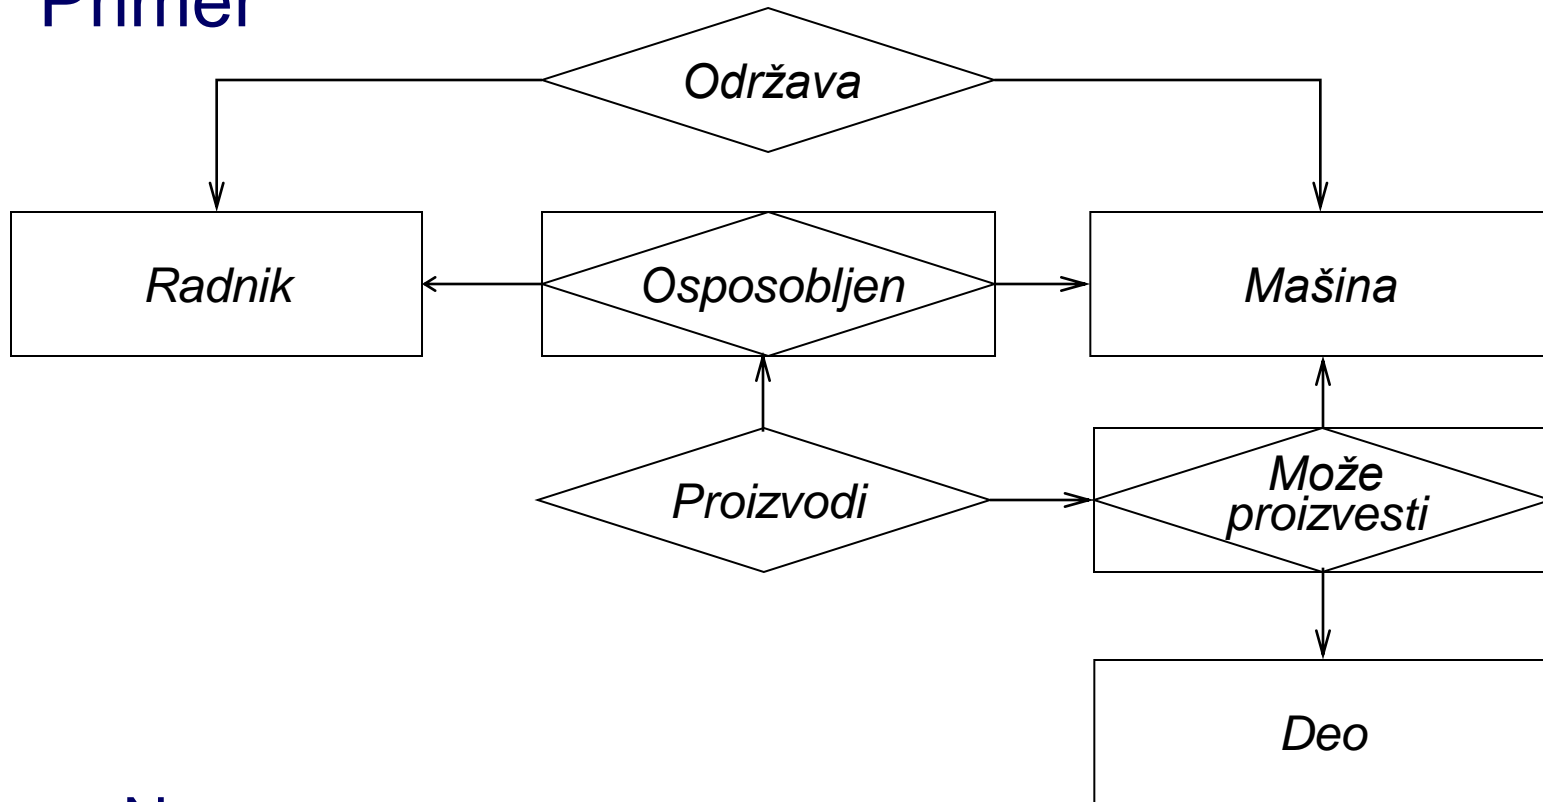 Primer
Održava
Radnik
Osposobljen
Mašina
Proizvodi
Može
proizvesti
Deo